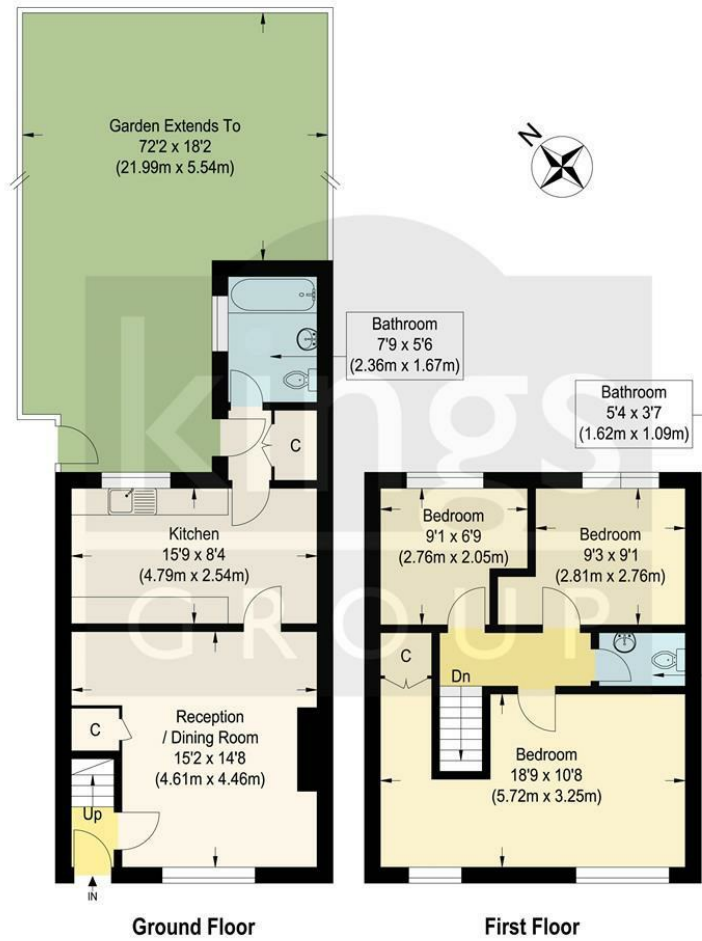 Garden Extends To
72'2 x 18'2
(21.99m x 5.54m)
N
Bathroom
7'9 x 5'6
(2.36m x 1.67m)
Bathroom
5'4 x 3'7
(1.62m x 1.09m)
C
Kitchen
15'9 x 8'4
(4.79m x 2.54m)
Bedroom
9'1 x 6'9
(2.76m x 2.05m)
Bedroom
9'3 x 9'1
(2.81m x 2.76m)
C
Reception
/ Dining Room
15'2 x 14'8
(4.61m x 4.46m)
Up
IN
C
Dn
Bedroom
18'9 x 10'8
(5.72m x 3.25m)
Ground Floor
First Floor
kings
GROUP